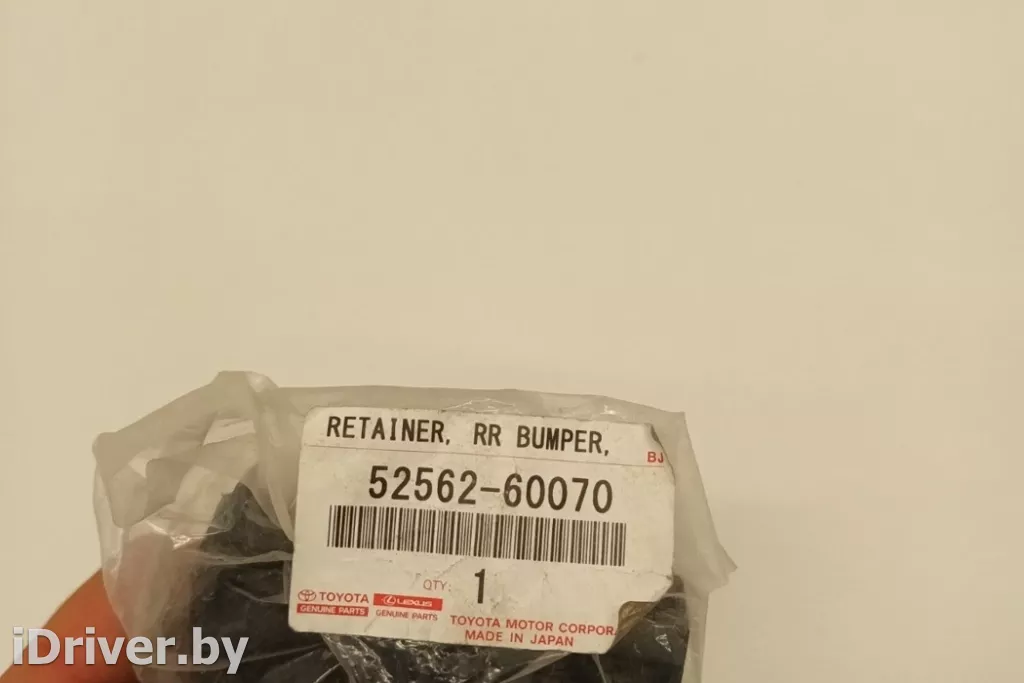 RETAINER, RR BUMPER,
BJ
52562-60070
QTY 1
TOYOTA LEXUS
GENUINE PARTS GENUINE PARTS
TOYOTA MOTOR CORPORA
MADE IN JAPAN
iDriver.by